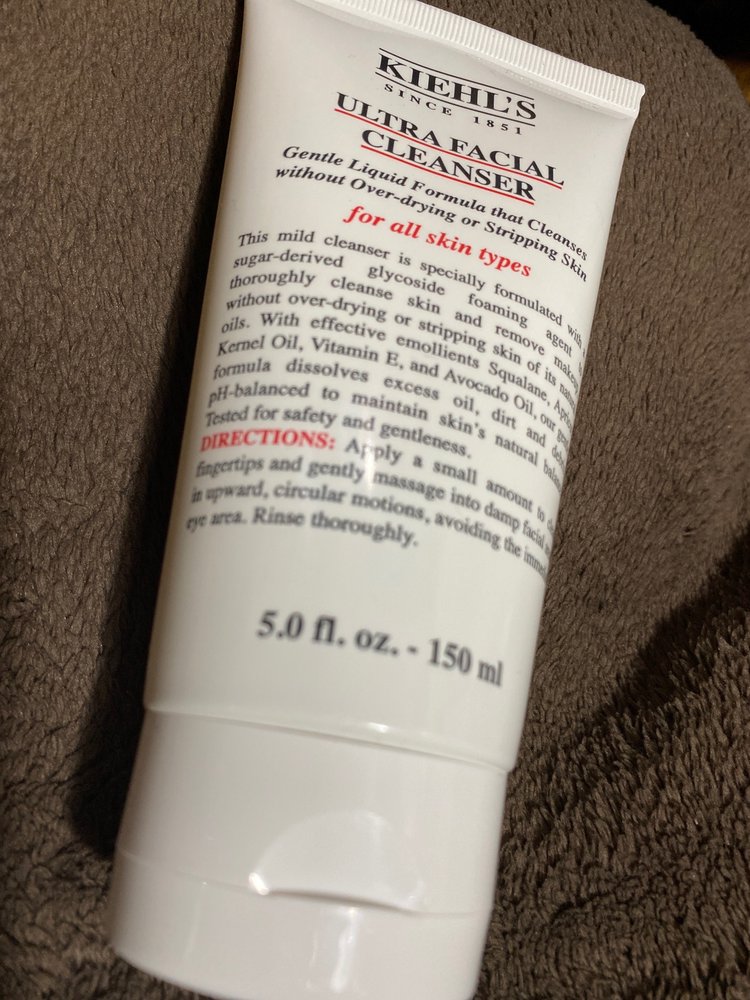 KIEHL'S
SINCE 1851
ULTRA FACIAL
CLEANSER
Gentle Liquid Formula that Cleanses
without Over-drying or Stripping Skin
for all skin types
This mild cleanser is specially formulated with
sugar-derived glycoside foaming agent
thoroughly cleanse skin and remove
without over-drying or stripping skin of its
oils. With effective emollients Squalane,
Kernel Oil, Vitamin E, and Avocado Oil, our
formula dissolves excess oil, dirt and
pH-balanced to maintain skin's natural
Tested for safety and gentleness.
DIRECTIONS: Apply a small amount to
fingertips and gently massage into damp facial
in upward, circular motions, avoiding the
eye area. Rinse thoroughly.
5.0 fl. oz. - 150 ml